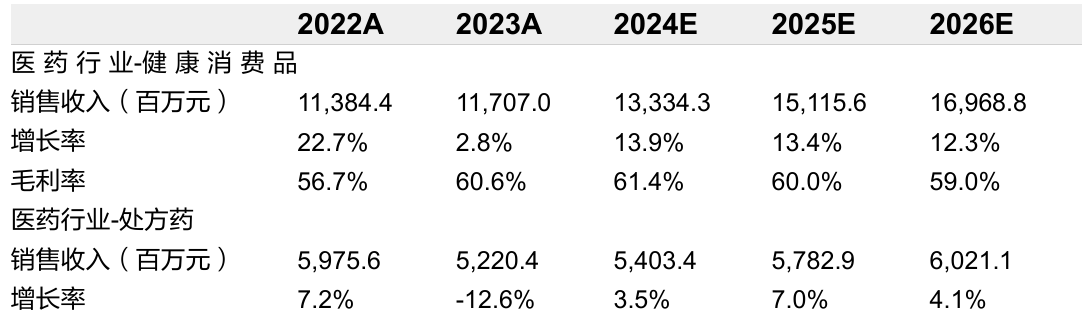 2022A 2023A 2024E 2025E 2026E
医药行业-健康消费品
销售收入（百万元） 11,384.4 11,707.0 13,334.3 15,115.6 16,968.8
增长率 22.7% 2.8% 13.9% 13.4% 12.3%
毛利率 56.7% 60.6% 61.4% 60.0% 59.0%
医药行业-处方药
销售收入（百万元） 5,975.6 5,220.4 5,403.4 5,782.9 6,021.1
增长率 7.2% -12.6% 3.5% 7.0% 4.1%